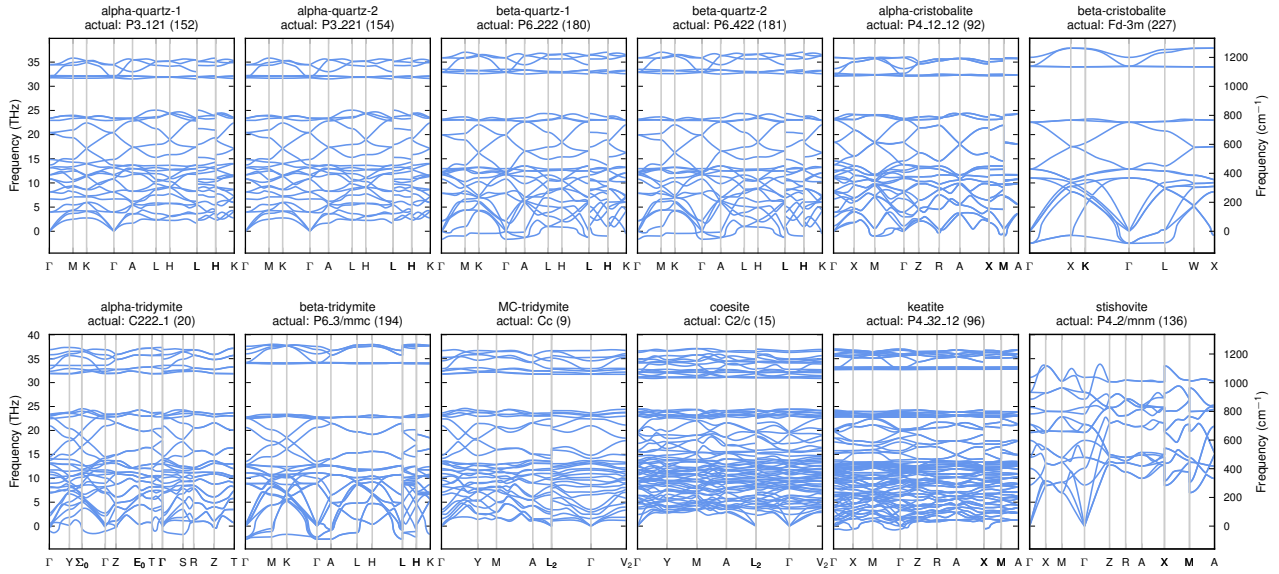 alpha-quartz-1
actual: P3_121 (152)
alpha-quartz-2
actual: P3_221 (154)
beta-quartz-1
actual: P6_222 (180)
beta-quartz-2
actual: P6_422 (181)
alpha-cristobalite
actual: P4_12_12 (92)
beta-cristobalite
actual: Fd-3m (227)
Frequency (THz)
35
30
25
20
15
10
5
0
1200
1000
800
600
400
200
0
Frequency (cm⁻¹)
Γ M K Γ A L H L H K
Γ M K Γ A L H L H K
Γ M K Γ A L H L H K
Γ M K Γ A L H L H K
Γ X M Γ Z R A X M A
Γ X K Γ L W X
alpha-tridymite
actual: C222_1 (20)
beta-tridymite
actual: P6_3/mmc (194)
MC-tridymite
actual: Cc (9)
coesite
actual: C2/c (15)
keatite
actual: P4_32_12 (96)
stishovite
actual: P4_2/mnm (136)
Frequency (THz)
40
35
30
25
20
15
10
5
0
1200
1000
800
600
400
200
0
Frequency (cm⁻¹)
Γ Y Σ₀ Γ Z E₀ T Γ S R Z T
Γ M K Γ A L H L H K
Γ Y M A L₂ Γ V₂
Γ Y M A L₂ Γ V₂
Γ X M Γ Z R A X M A
Γ X M Γ Z R A X M A